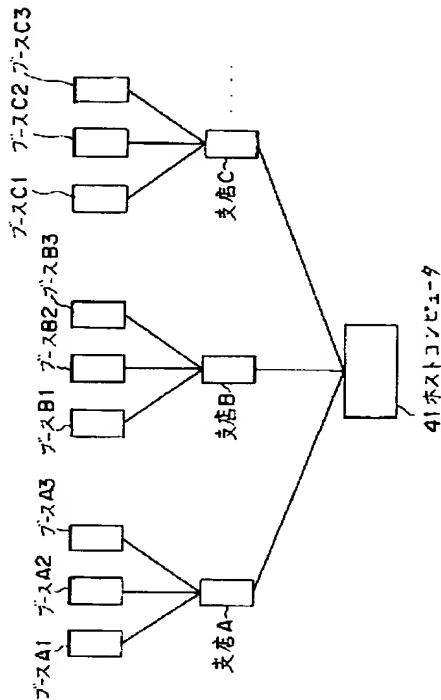 ブースA1
ブースA2
ブースA3
ブースB1
ブースB2
ブースB3
ブースC1
ブースC2
ブースC3
支店A
支店B
支店C
.....
41 ホストコンピュータ